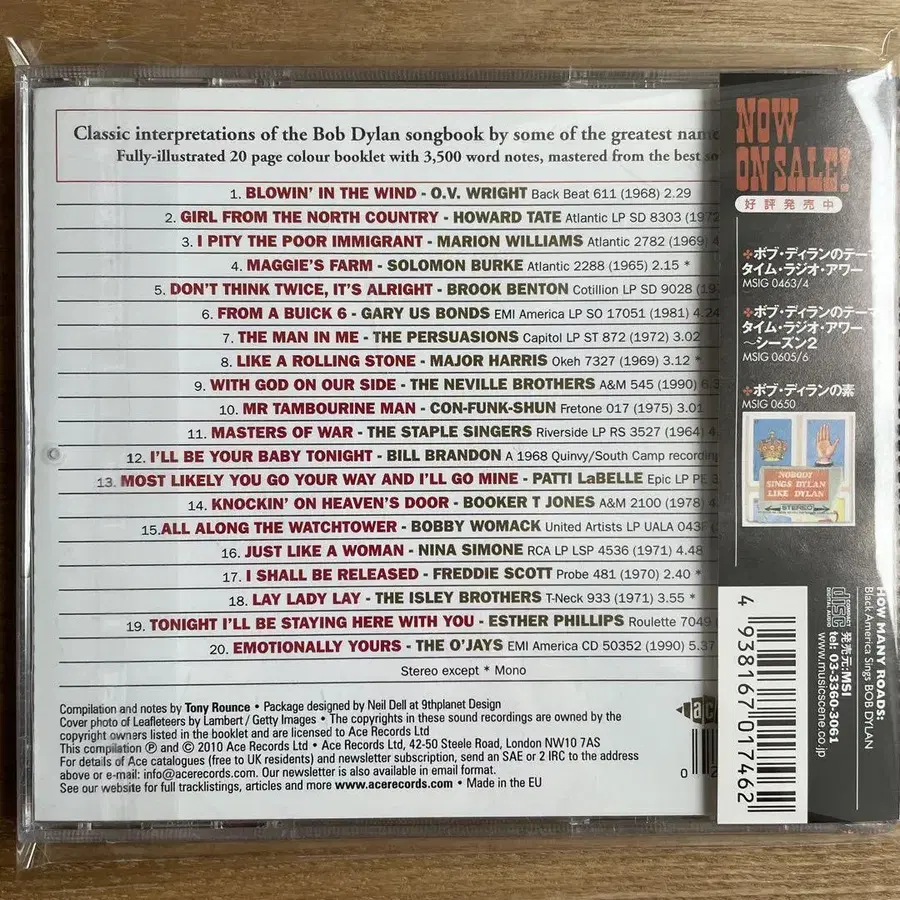 Classic interpretations of the Bob Dylan songbook by some of the greatest name
Fully-illustrated 20 page colour booklet with 3,500 word notes, mastered from the best so
1. BLOWIN' IN THE WIND - O.V. WRIGHT Back Beat 611 (1968) 2.29
2. GIRL FROM THE NORTH COUNTRY - HOWARD TATE Atlantic LP SD 8303 (1972
3. I PITY THE POOR IMMIGRANT - MARION WILLIAMS Atlantic 2782 (1969) 4
4. MAGGIE'S FARM - SOLOMON BURKE Atlantic 2288 (1965) 2.15 *
5. DON'T THINK TWICE, IT'S ALRIGHT - BROOK BENTON Cotillion LP SD 9028 (19
6. FROM A BUICK 6 - GARY US BONDS EMI America LP SO 17051 (1981) 4.24
7. THE MAN IN ME - THE PERSUASIONS Capitol LP ST 872 (1972) 3.02
8. LIKE A ROLLING STONE - MAJOR HARRIS Okeh 7327 (1969) 3.12 *
9. WITH GOD ON OUR SIDE - THE NEVILLE BROTHERS A&M 545 (1990) 6.3
10. MR TAMBOURINE MAN - CON-FUNK-SHUN Fretone 017 (1975) 3.01
11. MASTERS OF WAR - THE STAPLE SINGERS Riverside LP RS 3527 (1964) 4.
12. I'LL BE YOUR BABY TONIGHT - BILL BRANDON A 1968 Quinvy/South Camp recording
13. MOST LIKELY YOU GO YOUR WAY AND I'LL GO MINE - PATTI LaBELLE Epic LP PE 3
14. KNOCKIN' ON HEAVEN'S DOOR - BOOKER T JONES A&M 2100 (1978) 4
15. ALL ALONG THE WATCHTOWER - BOBBY WOMACK United Artists LP UALA 043F
16. JUST LIKE A WOMAN - NINA SIMONE RCA LP LSP 4536 (1971) 4.48
17. I SHALL BE RELEASED - FREDDIE SCOTT Probe 481 (1970) 2.40 *
18. LAY LADY LAY - THE ISLEY BROTHERS T-Neck 933 (1971) 3.55 *
19. TONIGHT I'LL BE STAYING HERE WITH YOU - ESTHER PHILLIPS Roulette 7049
20. EMOTIONALLY YOURS - THE O'JAYS EMI America CD 50352 (1990) 5.37
Stereo except * Mono
Compilation and notes by Tony Rounce • Package designed by Neil Dell at 9thplanet Design
Cover photo of Leafleteers by Lambert / Getty Images • The copyrights in these sound recordings are owned by the
copyright owners listed in the booklet and are licensed to Ace Records Ltd
This compilation ℗ and © 2010 Ace Records Ltd • Ace Records Ltd, 42-50 Steele Road, London NW10 7AS
For details of Ace catalogues (free to UK residents) and newsletter subscription, send an SAE or 2 IRC to the address
above or e-mail: info@acerecords.com. Our newsletter is also available in email format.
See our website for full tracklistings, articles and more www.acerecords.com • Made in the EU
ac
0
NOW
ON SALE!
好評発売中
ボブ・ディランのテーマ
タイム・ラジオ・アワー
MSIG 0463/4
ボブ・ディランのテーマ
タイム・ラジオ・アワー
～シーズン2
MSIG 0605/6
ボブ・ディランの素
MSIG 0650
NOBODY
SINGS DYLAN
LIKE DYLAN
STEREO
HOW MANY ROADS:
Black America Sings BOB DYLAN
COMPACT
disc
DIGITAL AUDIO
発売元:MSI
tel: 03-3360-3061
www.musicscene.co.jp
4 938167 017462